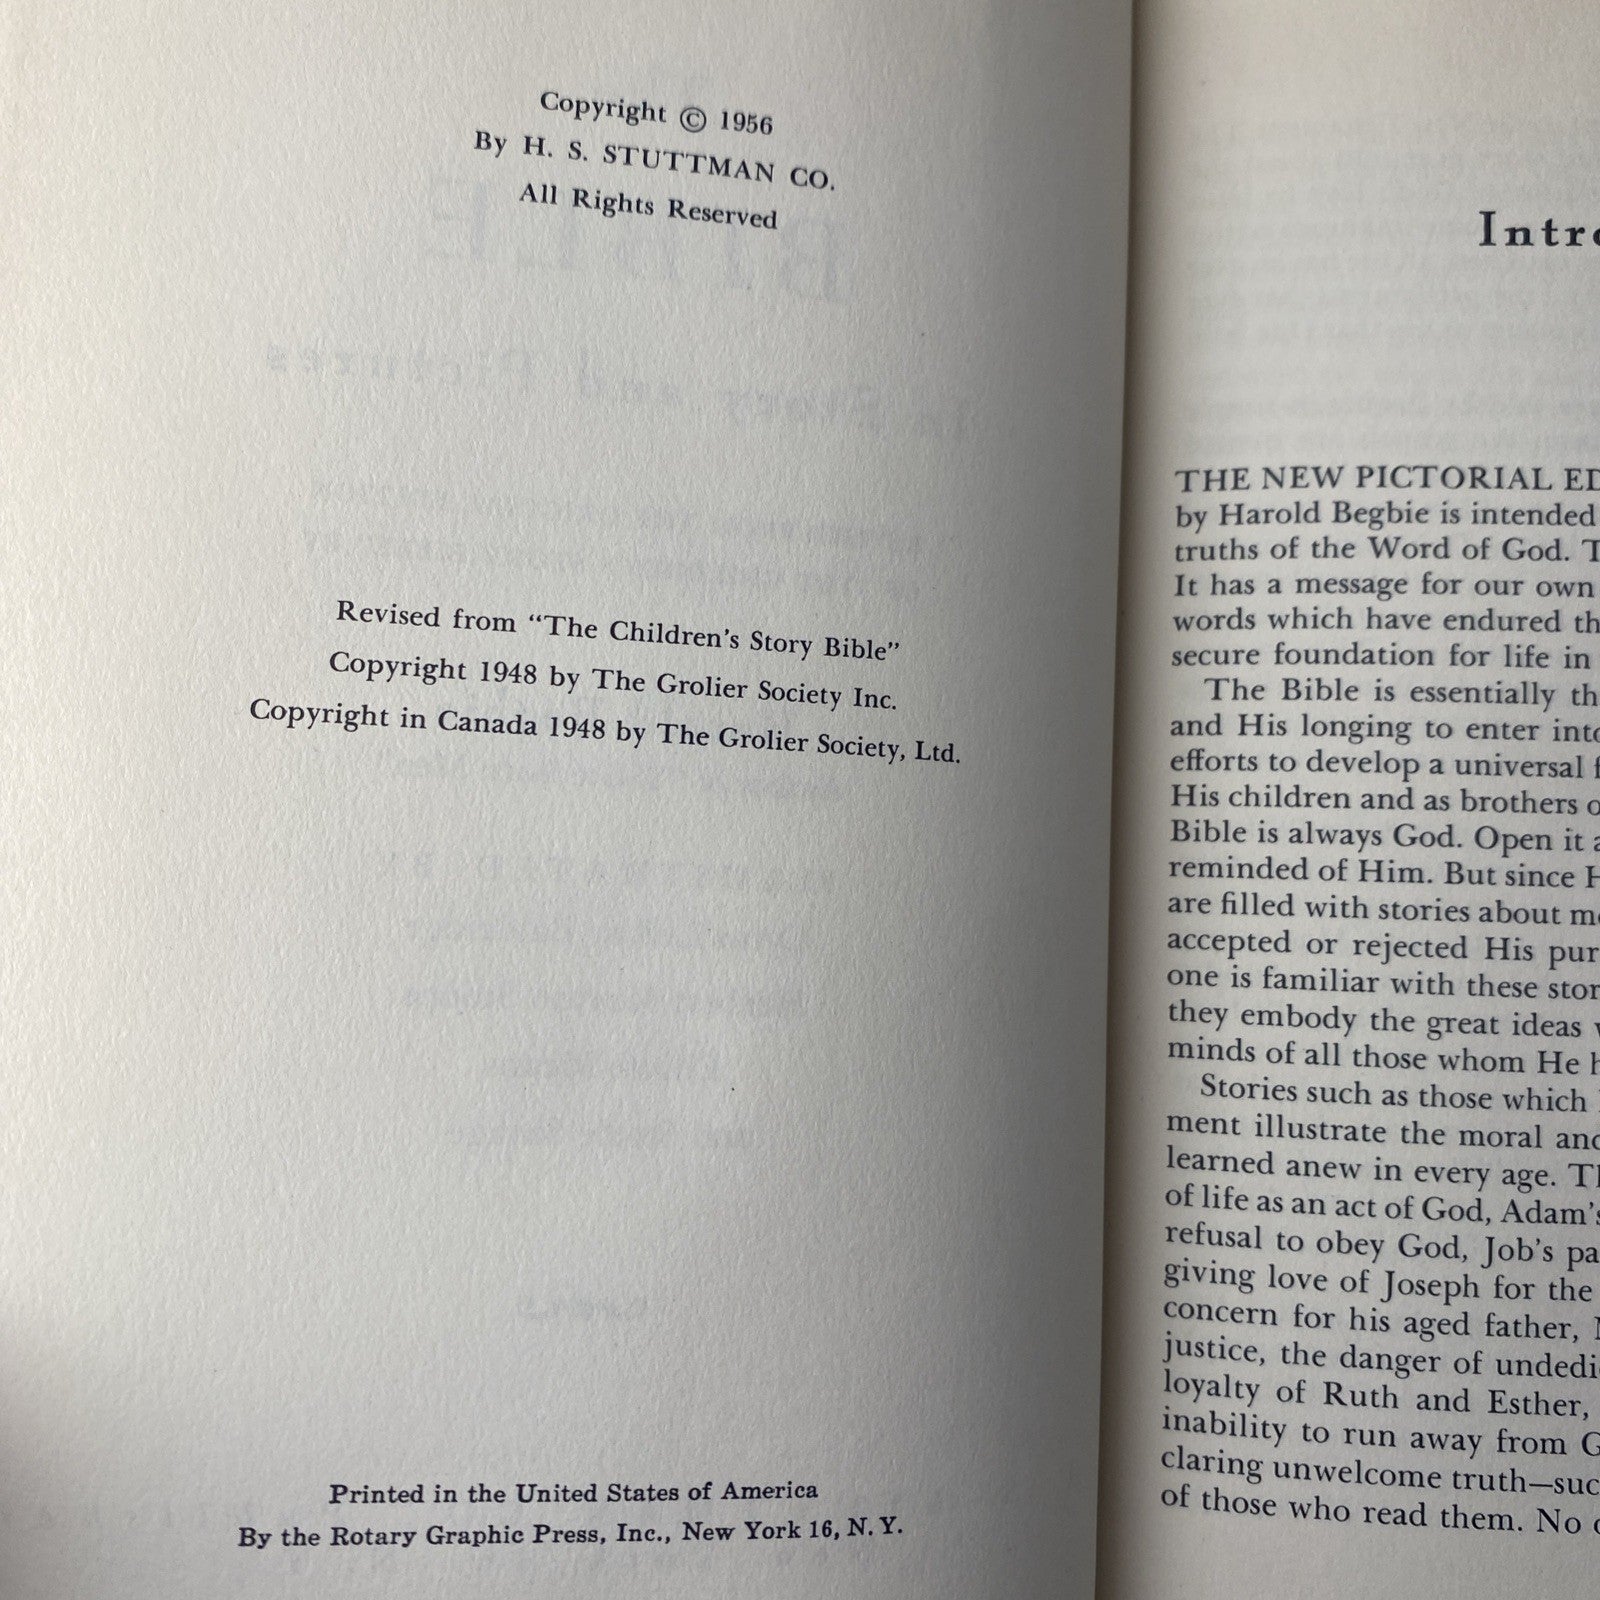 Copyright © 1956
By H. S. STUTTMAN CO.
All Rights Reserved
Revised from “The Children’s Story Bible”
Copyright 1948 by The Grolier Society Inc.
Copyright in Canada 1948 by The Grolier Society, Ltd.
Printed in the United States of America
By the Rotary Graphic Press, Inc., New York 16, N. Y.
THE NEW PICTORIAL
by Harold Begbie is intended
truths of the Word of God.
It has a message for our own
words which have endured
secure foundation for life in
The Bible is essentially
and His longing to enter
efforts to develop a universal
His children and as brothers
Bible is always God. Open it
reminded of Him. But since
are filled with stories about
accepted or rejected His
one is familiar with these
they embody the great ideas
minds of all those whom He
Stories such as those which
ment illustrate the moral
learned anew in every age.
of life as an act of God, Adam’s
refusal to obey God, Job’s
giving love of Joseph for the
concern for his aged father,
justice, the danger of
loyalty of Ruth and Esther,
inability to run away from
claring unwelcome truth—
of those who read them. No